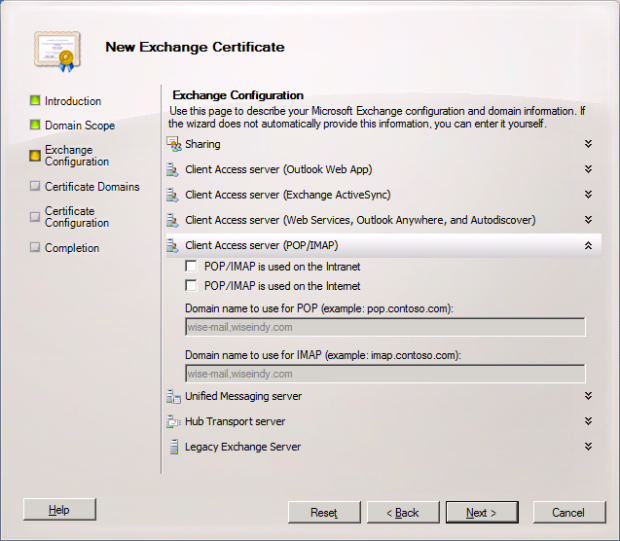 New Exchange Certificate
Introduction
Domain Scope
Exchange
Configuration
Certificate Domains
Certificate
Configuration
Completion
Exchange Configuration
Use this page to describe your Microsoft Exchange configuration and domain information. If
the wizard does not automatically provide this information, you can enter it yourself.
Sharing
Client Access server (Outlook Web App)
Client Access server (Exchange ActiveSync)
Client Access server (Web Services, Outlook Anywhere, and Autodiscover)
Client Access server (POP/IMAP)
POP/IMAP is used on the Intranet
POP/IMAP is used on the Internet
Domain name to use for POP (example: pop.contoso.com):
wise-mail,wiseindy.com
Domain name to use for IMAP (example: imap.contoso.com):
wise-mail,wiseindy.com
Unified Messaging server
Hub Transport server
Legacy Exchange Server
Help
Reset
< Back
Next >
Cancel